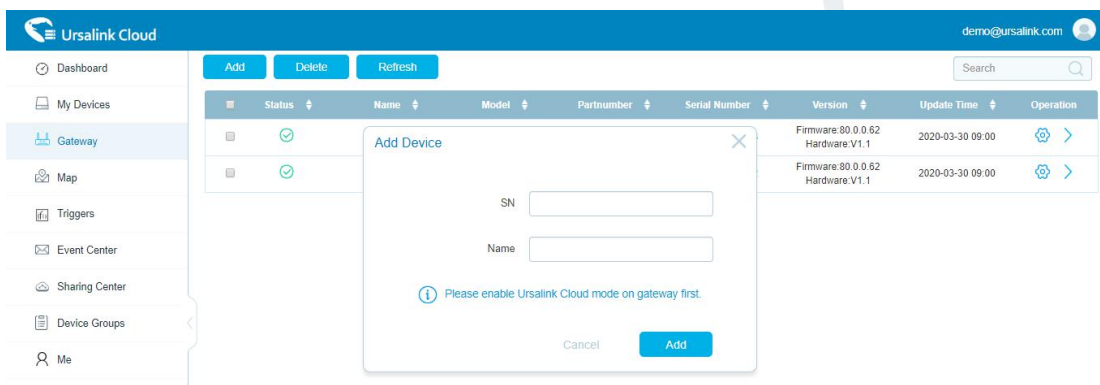 Ursalink Cloud
demo@ursalink.com
Dashboard
My Devices
Gateway
Map
Triggers
Event Center
Sharing Center
Device Groups
Me
Add Delete Refresh
Search
Status Name Model Partnumber Serial Number Version Update Time Operation
Firmware:80.0.0.62
Hardware:V1.1
2020-03-30 09:00
Firmware:80.0.0.62
Hardware:V1.1
2020-03-30 09:00
Add Device
SN
Name
Please enable Ursalink Cloud mode on gateway first.
Cancel Add